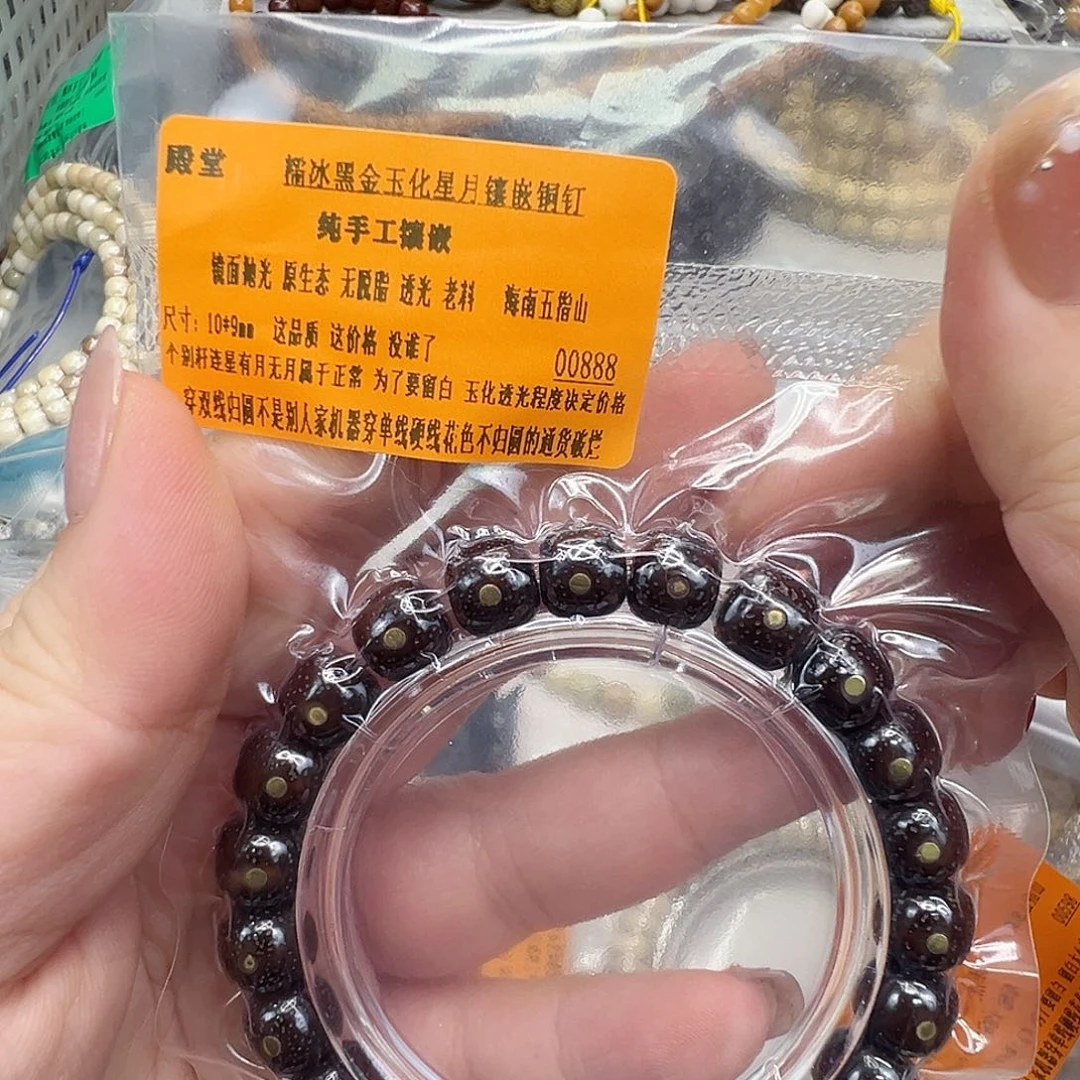 殿堂 糯冰黑金玉化星月镶嵌铜钉
纯手工镶嵌
镜面抛光 原生态 无脱脂 透光 老料 海南五指山
尺寸：10*9mm 这品质 这价格 没谁了
00888
个别杆连星有月无月属于正常 为了要留白 玉化透光程度决定价格
穿双线归圆不是别人家机器穿单线硬线花色不归圆的通货破烂